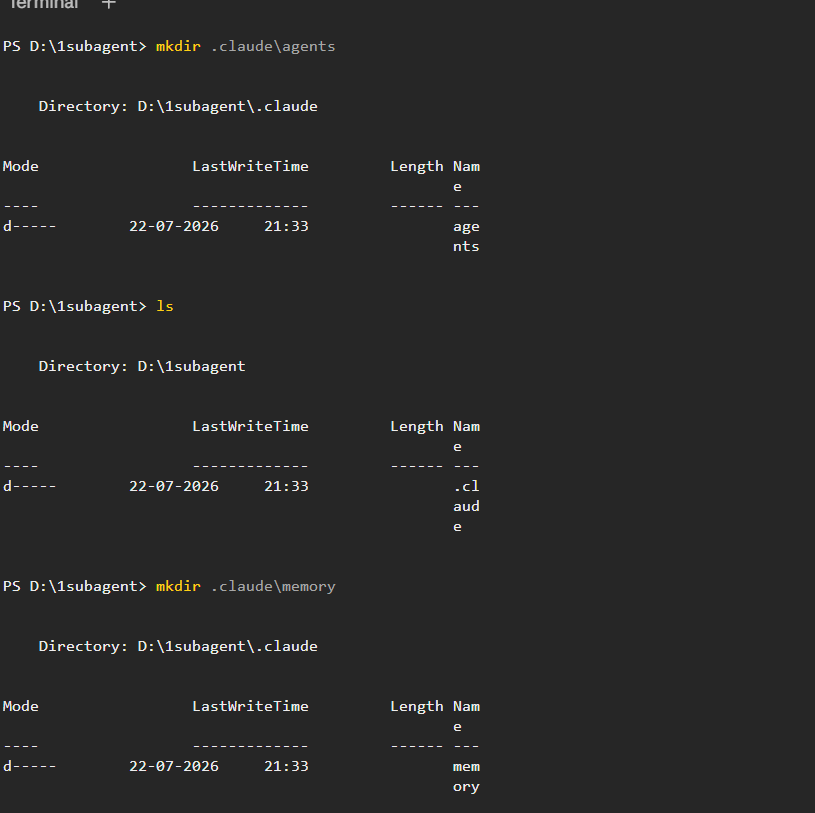 Terminal +
PS D:\1subagent> mkdir .claude\agents
Directory: D:\1subagent\.claude
Mode LastWriteTime Length Nam
e
---- ------------- ------ ---
d----- 22-07-2026 21:33 age
nts
PS D:\1subagent> ls
Directory: D:\1subagent
Mode LastWriteTime Length Nam
e
---- ------------- ------ ---
d----- 22-07-2026 21:33 .cl
aud
e
PS D:\1subagent> mkdir .claude\memory
Directory: D:\1subagent\.claude
Mode LastWriteTime Length Nam
e
---- ------------- ------ ---
d----- 22-07-2026 21:33 mem
ory